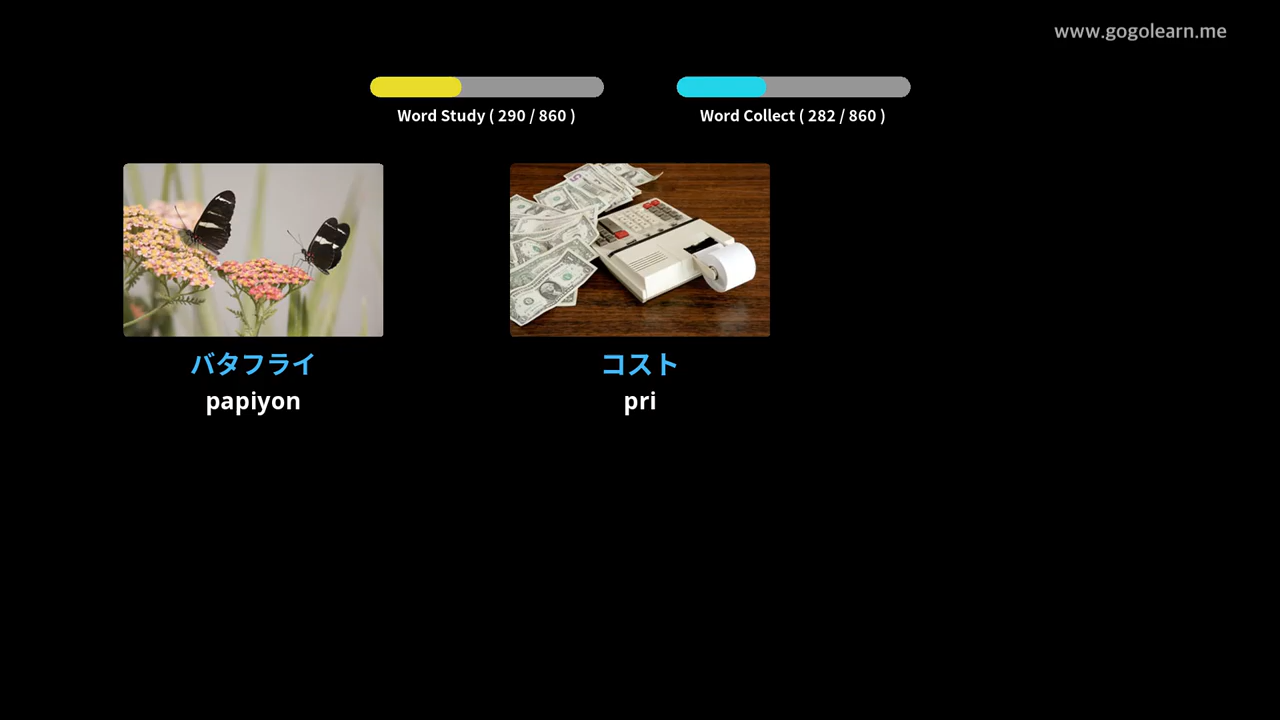 www.gogolearn.me
Word Study ( 290 / 860 )
Word Collect ( 282 / 860 )
バタフライ
papiyon
コスト
pri